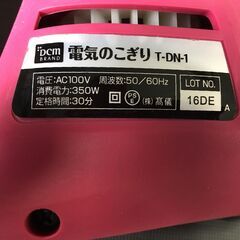 DCM
BRAND
電気のこぎり T-DN-1
電圧:AC100V 周波数:50/60Hz
消費電力:350W
定格時間:30分
PS
E
(株)髙儀
LOT NO.
16DE
A